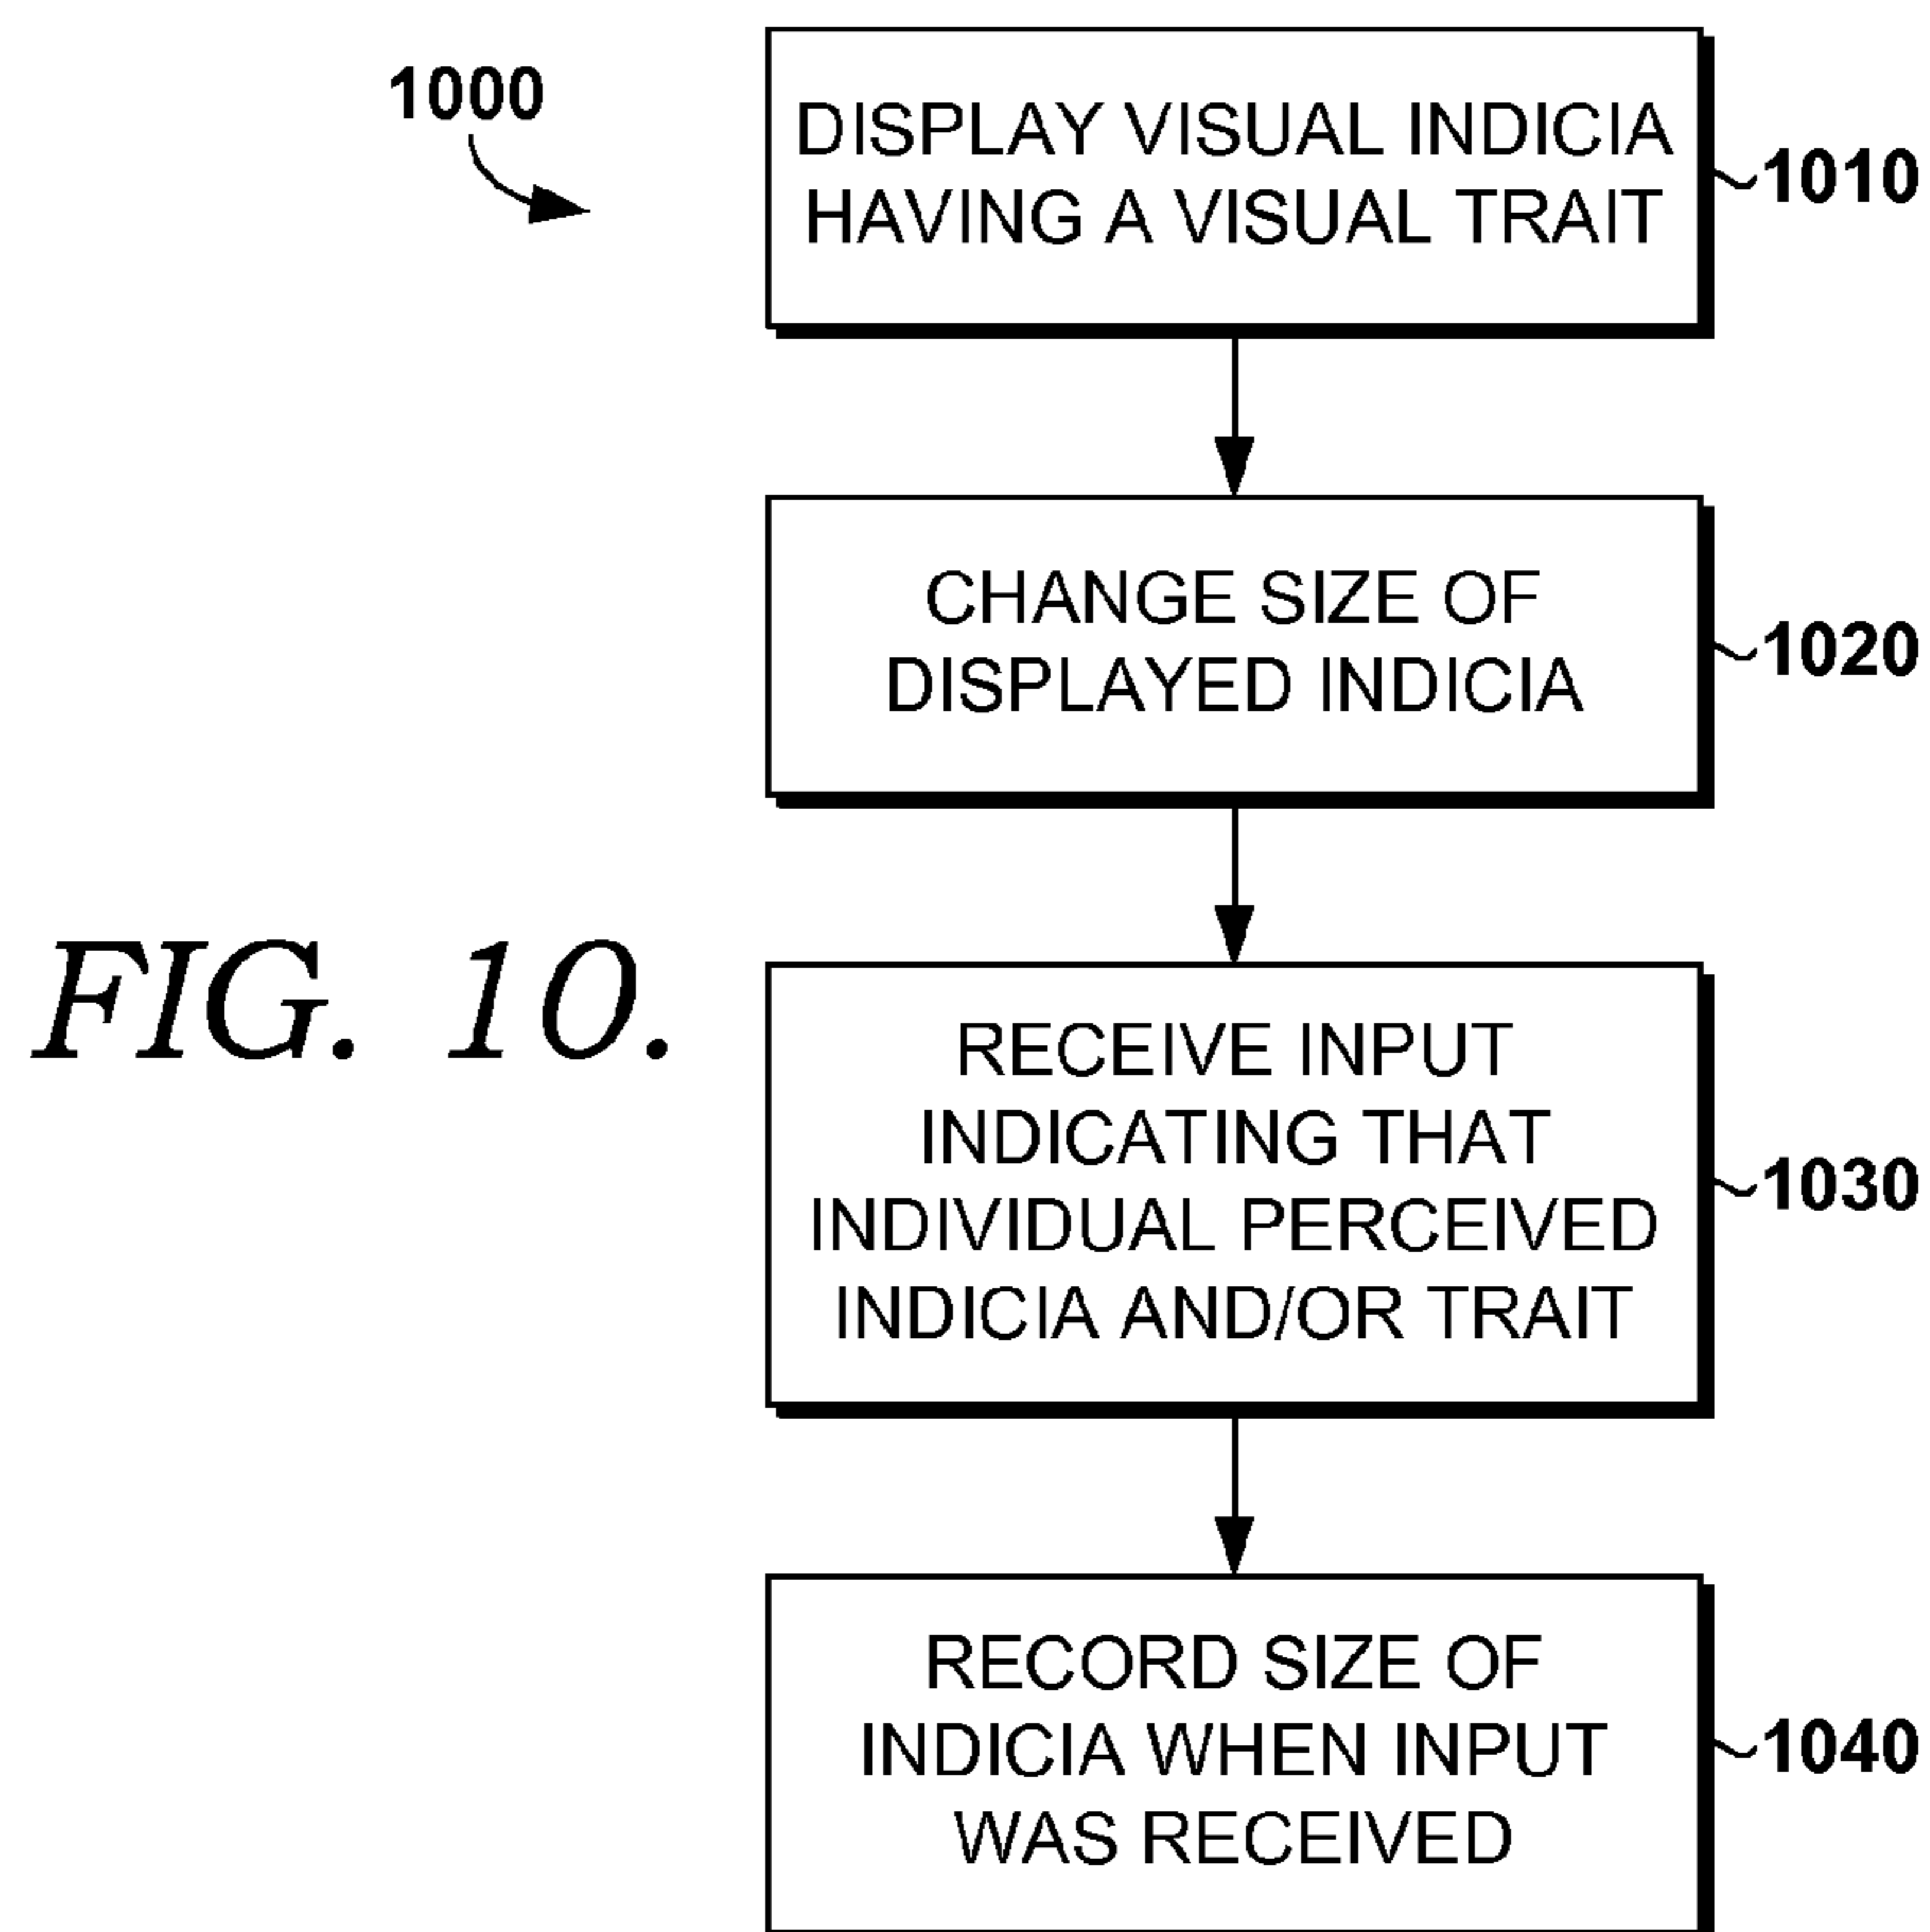 1000
DISPLAY VISUAL INDICIA
HAVING A VISUAL TRAIT
1010
CHANGE SIZE OF
DISPLAYED INDICIA
1020
FIG. 10.
RECEIVE INPUT
INDICATING THAT
INDIVIDUAL PERCEIVED
INDICIA AND/OR TRAIT
1030
RECORD SIZE OF
INDICIA WHEN INPUT
WAS RECEIVED
1040